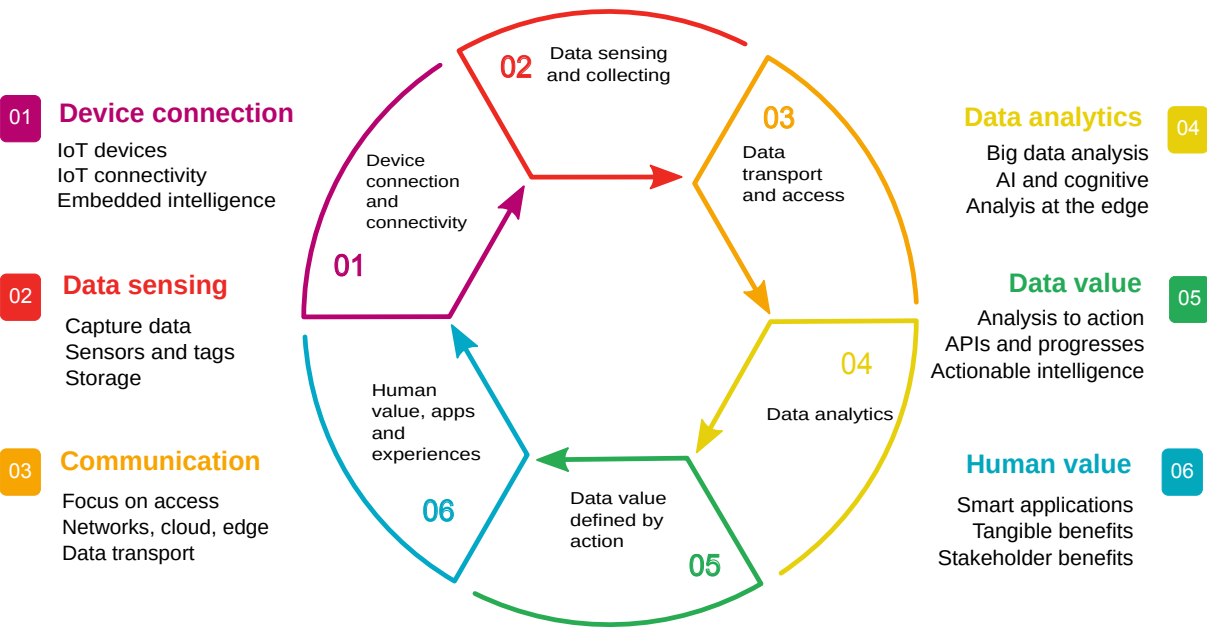 01
Device connection
IoT devices
IoT connectivity
Embedded intelligence
02
Data sensing
Capture data
Sensors and tags
Storage
03
Communication
Focus on access
Networks, cloud, edge
Data transport
Device
connection
and
connectivity
01
02
Data sensing
and collecting
03
Data
transport
and access
04
Data analytics
Data value
defined by
action
05
Human
value, apps
and
experiences
06
Data analytics
04
Big data analysis
AI and cognitive
Analyis at the edge
Data value
05
Analysis to action
APIs and progresses
Actionable intelligence
Human value
06
Smart applications
Tangible benefits
Stakeholder benefits